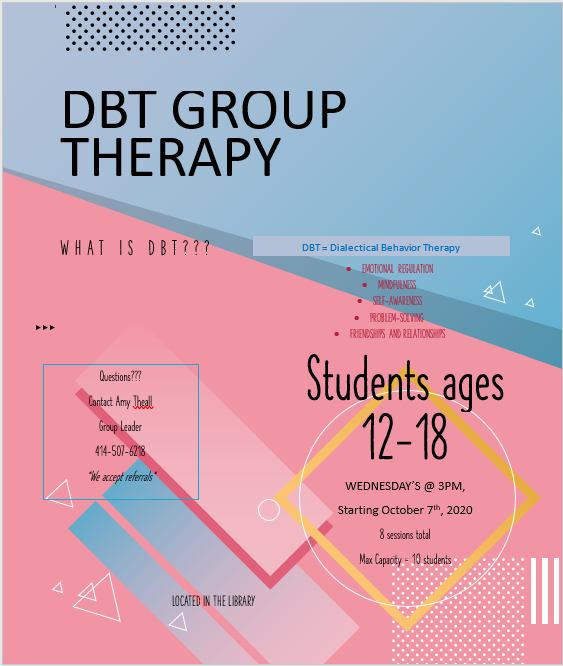 DBT GROUP
THERAPY
WHAT IS DBT???
DBT = Dialectical Behavior Therapy
• EMOTIONAL REGULATION
• MINDFULNESS
• SELF-AWARENESS
• PROBLEM-SOLVING
• FRIENDSHIPS AND RELATIONSHIPS
Questions???
Contact Amy Theall
Group Leader
414-507-6218
"We accept referrals"
Students ages
12-18
WEDNESDAY'S @ 3PM,
Starting October 7th, 2020
8 sessions total
Max Capacity - 10 students
LOCATED IN THE LIBRARY